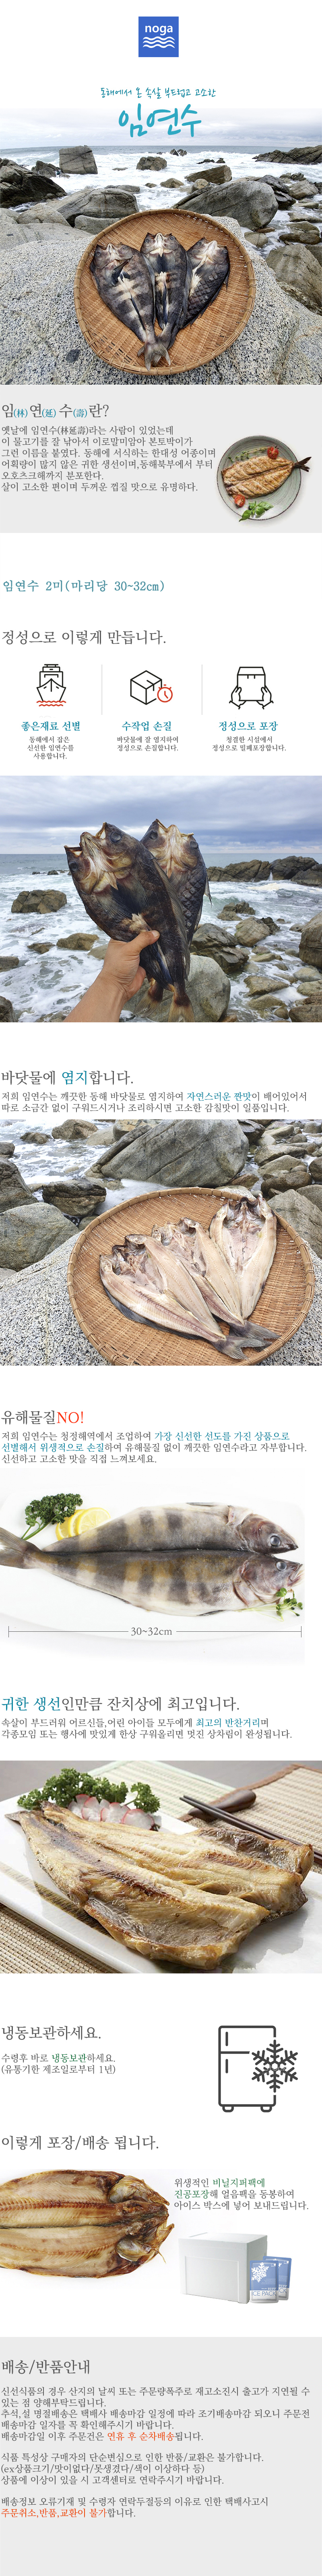 noga
동해에서 온 속살 부드럽고 고소한
임연수
임(林)연(延)수(壽)란?
옛날에 임연수(林延壽)라는 사람이 있었는데
이 물고기를 잘 낚아서 이로말미암아 본토박이가
그런 이름을 붙였다. 동해에 서식하는 한대성 어종이며
어획량이 많지 않은 귀한 생선이며,동해북부에서 부터
오호츠크해까지 분포한다.
살이 고소한 편이며 두꺼운 껍질 맛으로 유명하다.
임연수 2미(마리당 30~32cm)
정성으로 이렇게 만듭니다.
좋은재료 선별
동해에서 잡은
신선한 임연수를
사용합니다.
수작업 손질
바닷물에 잘 염지하여
정성으로 손질합니다.
정성으로 포장
청결한 시설에서
정성으로 밀폐포장합니다.
바닷물에 염지합니다.
저희 임연수는 깨끗한 동해 바닷물로 염지하여 자연스러운 짠맛이 배어있어서
따로 소금간 없이 구워드시거나 조리하시면 고소한 감칠맛이 일품입니다.
유해물질NO!
저희 임연수는 청정해역에서 조업하여 가장 신선한 선도를 가진 상품으로
선별해서 위생적으로 손질하여 유해물질 없이 깨끗한 임연수라고 자부합니다.
신선하고 고소한 맛을 직접 느껴보세요.
30~32cm
귀한 생선인만큼 잔치상에 최고입니다.
속살이 부드러워 어르신들,어린 아이들 모두에게 최고의 반찬거리며
각종모임 또는 행사에 맛있게 한상 구워올리면 멋진 상차림이 완성됩니다.
냉동보관하세요.
수령후 바로 냉동보관하세요.
(유통기한 제조일로부터 1년)
이렇게 포장/배송 됩니다.
위생적인 비닐지퍼팩에
진공포장해 얼음팩을 동봉하여
아이스 박스에 넣어 보내드립니다.
ICE PACK
배송/반품안내
신선식품의 경우 산지의 날씨 또는 주문량폭주로 재고소진시 출고가 지연될 수
있는 점 양해부탁드립니다.
추석,설 명절배송은 택배사 배송마감 일정에 따라 조기배송마감 되오니 주문전
배송마감 일자를 꼭 확인해주시기 바랍니다.
배송마감일 이후 주문건은 연휴 후 순차배송됩니다.
식품 특성상 구매자의 단순변심으로 인한 반품/교환은 불가합니다.
(ex상품크기/맛이없다/못생겼다/색이 이상하다 등)
상품에 이상이 있을 시 고객센터로 연락주시기 바랍니다.
배송정보 오류기재 및 수령자 연락두절등의 이유로 인한 택배사고시
주문취소,반품,교환이 불가합니다.